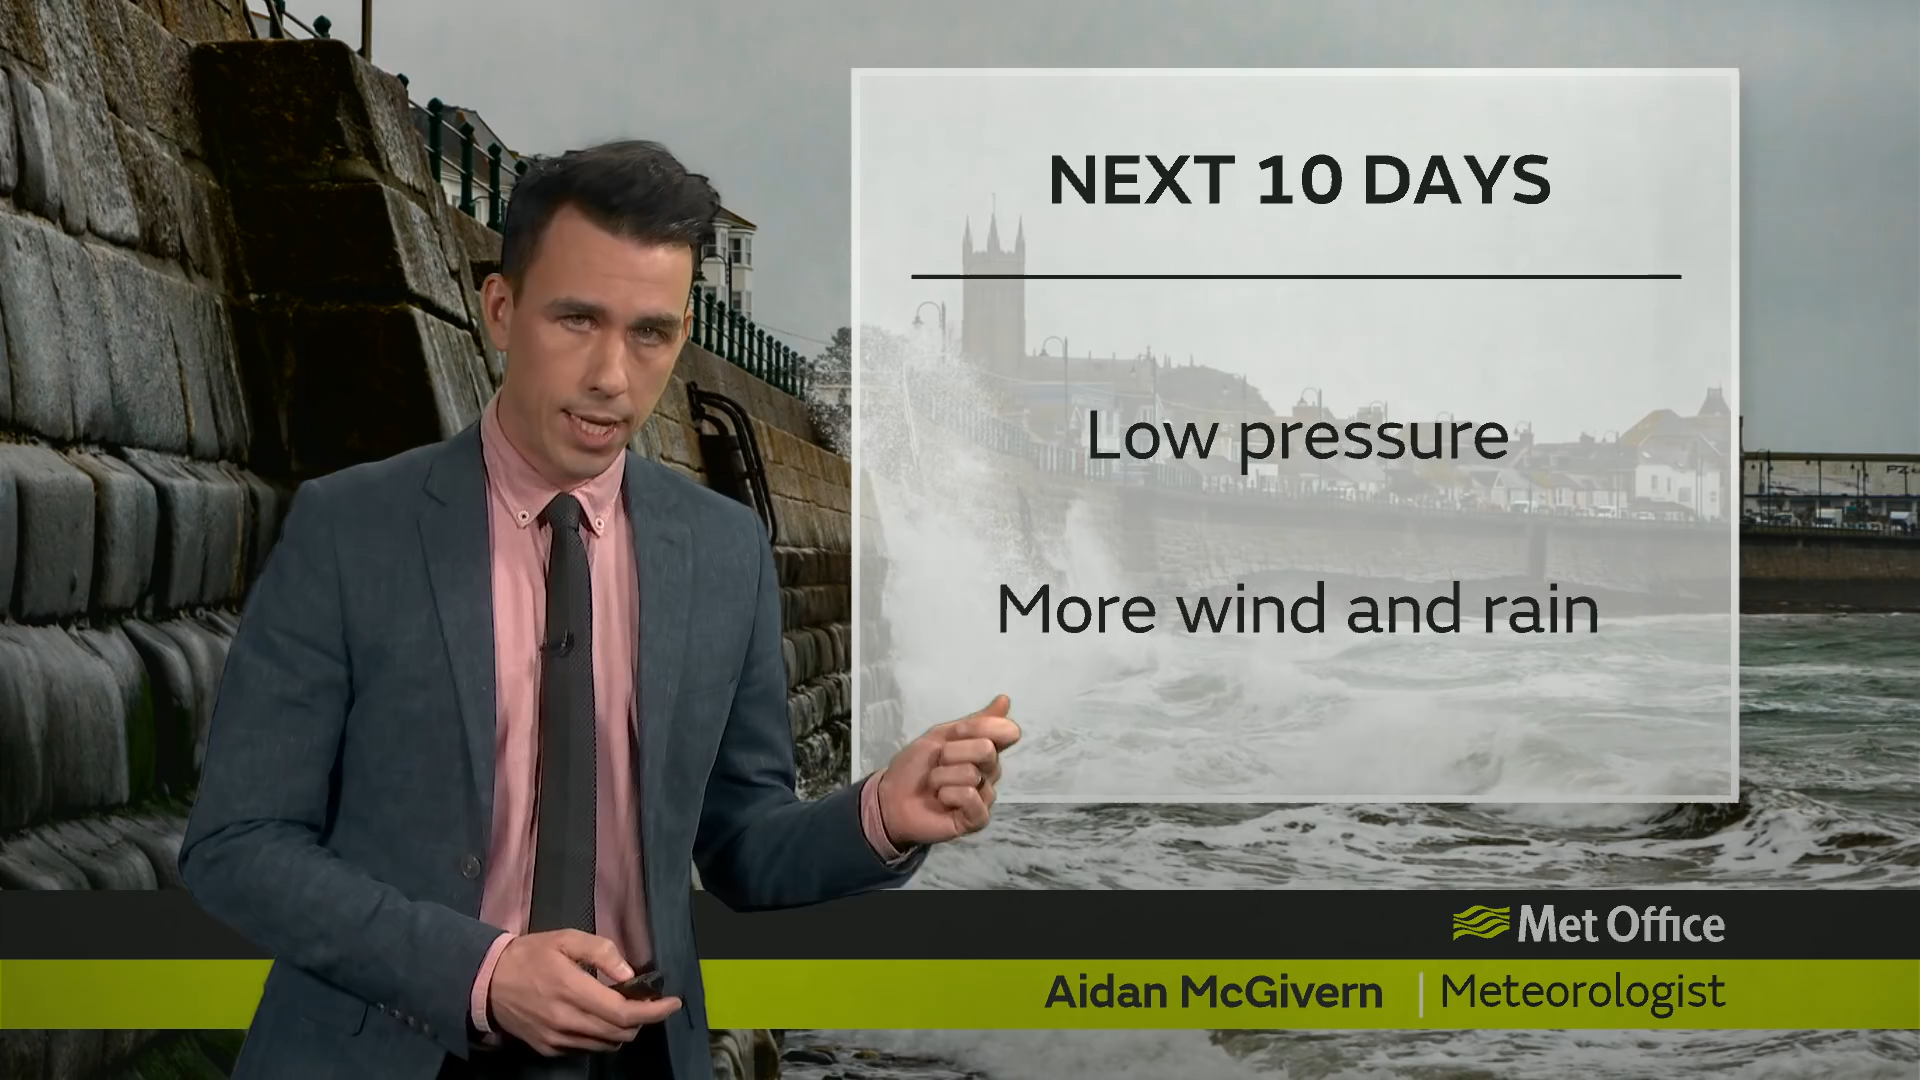 NEXT 10 DAYS
Low pressure
More wind and rain
Met Office
Aidan McGivern | Meteorologist